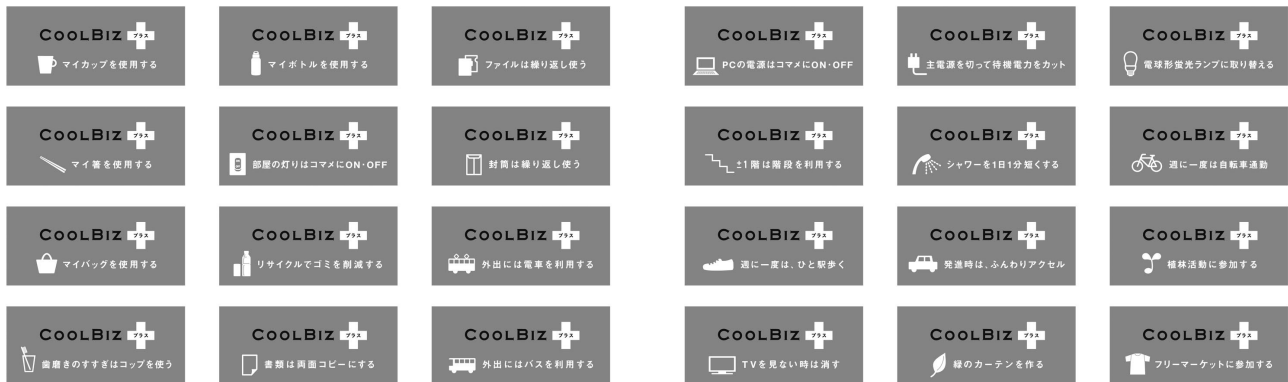 COOLBIZ プラス
マイカップを使用する
COOLBIZ プラス
マイボトルを使用する
COOLBIZ プラス
ファイルは繰り返し使う
COOLBIZ プラス
PCの電源はコマメにON・OFF
COOLBIZ プラス
主電源を切って待機電力をカット
COOLBIZ プラス
電球形蛍光ランプに取り替える
COOLBIZ プラス
マイ箸を使用する
COOLBIZ プラス
部屋の灯りはコマメにON・OFF
COOLBIZ プラス
封筒は繰り返し使う
COOLBIZ プラス
±1階は階段を利用する
COOLBIZ プラス
シャワーを1日1分短くする
COOLBIZ プラス
週に一度は自転車通勤
COOLBIZ プラス
マイバッグを使用する
COOLBIZ プラス
リサイクルでゴミを削減する
COOLBIZ プラス
外出には電車を利用する
COOLBIZ プラス
週に一度は、ひと駅歩く
COOLBIZ プラス
発進時は、ふんわりアクセル
COOLBIZ プラス
植林活動に参加する
COOLBIZ プラス
歯磨きのすすぎはコップを使う
COOLBIZ プラス
書類は両面コピーにする
COOLBIZ プラス
外出にはバスを利用する
COOLBIZ プラス
TVを見ない時は消す
COOLBIZ プラス
緑のカーテンを作る
COOLBIZ プラス
フリーマーケットに参加する